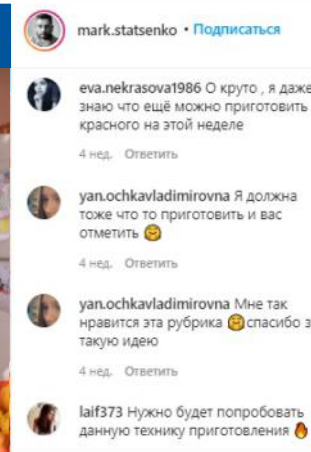 mark.statsenko • Подписаться
eva.nekrasova1986 О круто , я даже
знаю что ещё можно приготовить
красного на этой неделе
4 нед. Ответить
yan.ochkavladimirovna Я должна
тоже что то приготовить и вас
отметить 🤗
4 нед. Ответить
yan.ochkavladimirovna Мне так
нравится эта рубрика 🤗спасибо з
такую идею
4 нед. Ответить
laif373 Нужно будет попробовать
данную технику приготовления 🔥